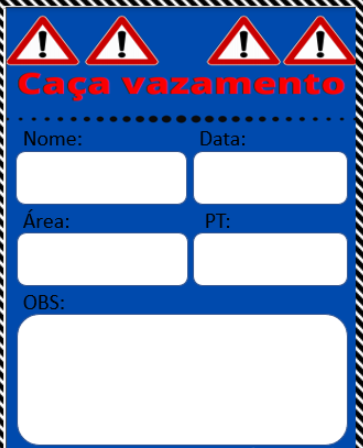 Caça vazamento
Nome: Data:
Área: PT:
OBS: